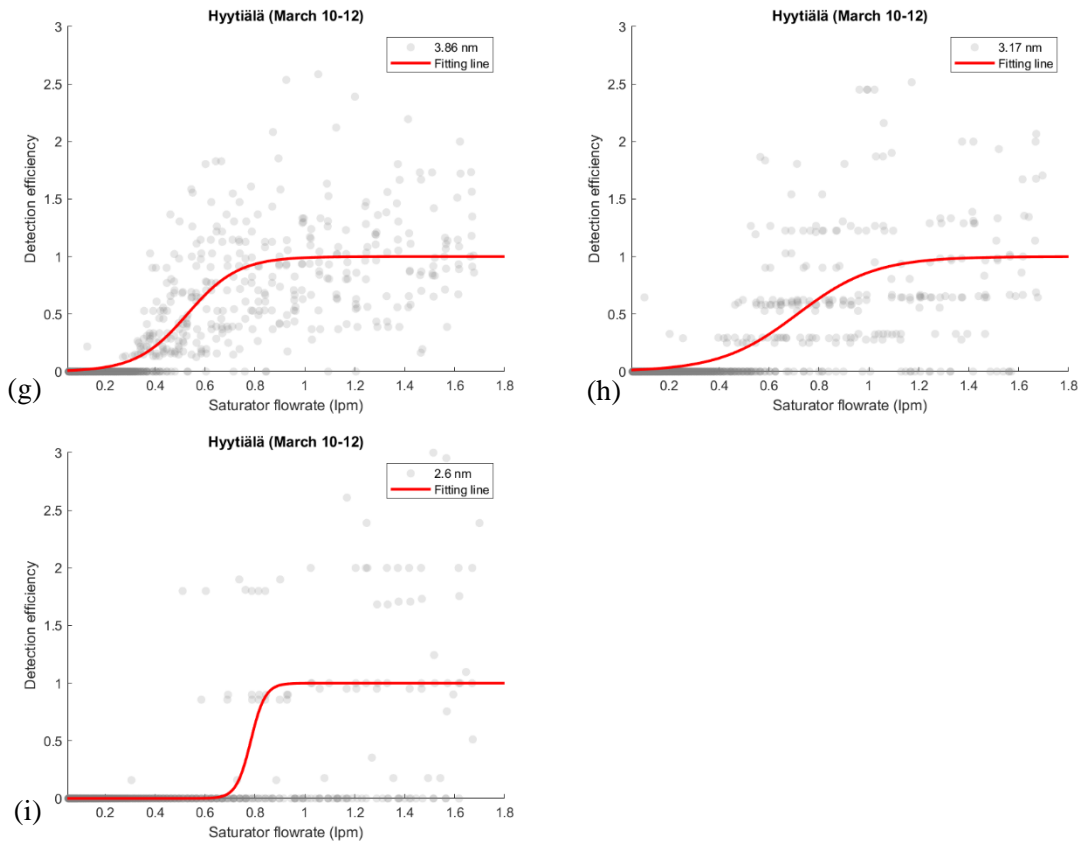 Hyytiälä (March 10-12)
3
2.5
2
1.5
1
0.5
0
Detection efficiency
3.86 nm
Fitting line
0.2 0.4 0.6 0.8 1 1.2 1.4 1.6 1.8
Saturator flowrate (lpm)
(g)
Hyytiälä (March 10-12)
3
2.5
2
1.5
1
0.5
0
Detection efficiency
3.17 nm
Fitting line
0.2 0.4 0.6 0.8 1 1.2 1.4 1.6 1.8
Saturator flowrate (lpm)
(h)
Hyytiälä (March 10-12)
3
2.5
2
1.5
1
0.5
0
Detection efficiency
2.6 nm
Fitting line
0.2 0.4 0.6 0.8 1 1.2 1.4 1.6 1.8
Saturator flowrate (lpm)
(i)